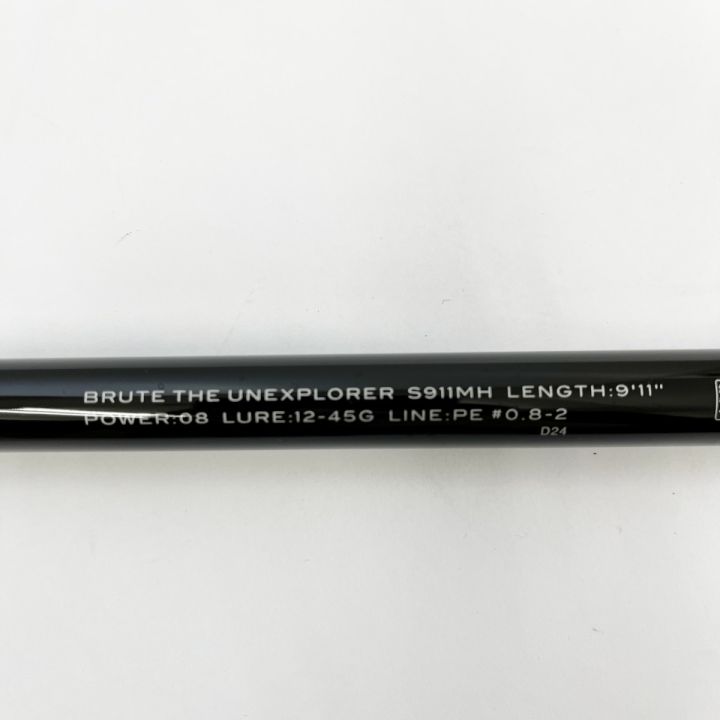 BRUTE THE UNEXPLORER S911MH LENGTH:9'11"
POWER:08 LURE:12-45G LINE:PE #0.8-2
D24